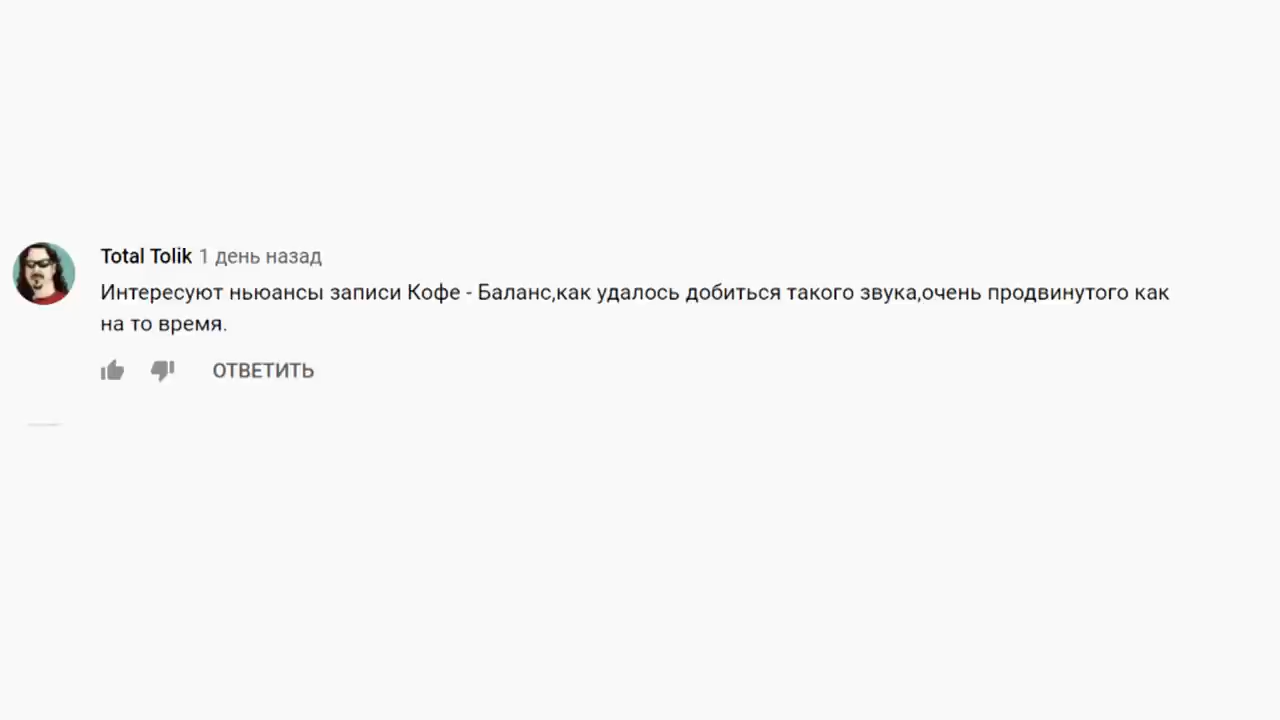 Total Tolik 1 день назад
Интересуют ньюансы записи Кофе - Баланс,как удалось добиться такого звука,очень продвинутого как
на то время.
ОТВЕТИТЬ